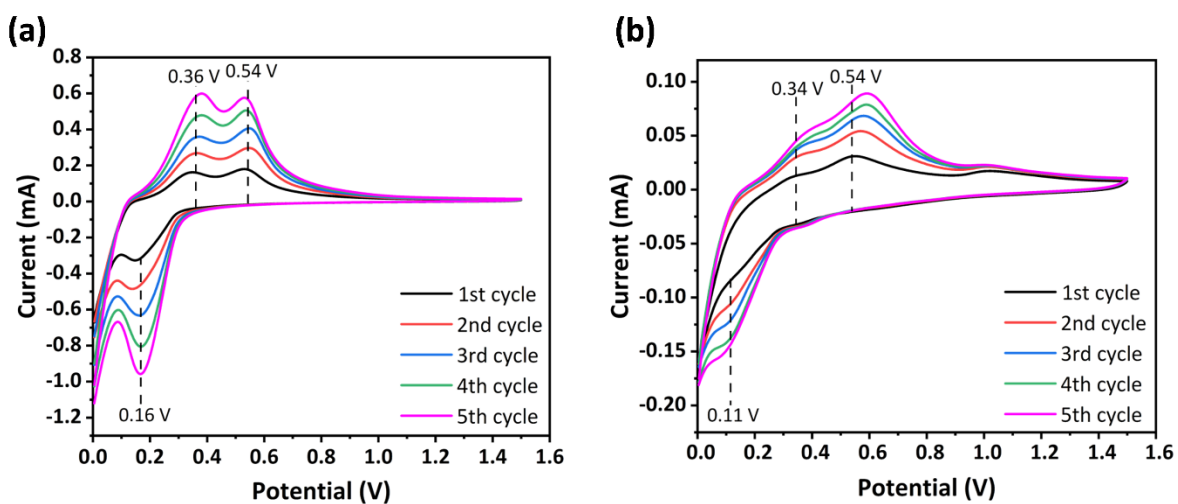 (a)
0.8
0.6
0.4
0.2
0.0
-0.2
-0.4
-0.6
-0.8
-1.0
-1.2
Current (mA)
0.36 V
0.54 V
0.16 V
1st cycle
2nd cycle
3rd cycle
4th cycle
5th cycle
0.0 0.2 0.4 0.6 0.8 1.0 1.2 1.4 1.6
Potential (V)
(b)
0.10
0.05
0.00
-0.05
-0.10
-0.15
-0.20
Current (mA)
0.34 V
0.54 V
0.11 V
1st cycle
2nd cycle
3rd cycle
4th cycle
5th cycle
0.0 0.2 0.4 0.6 0.8 1.0 1.2 1.4 1.6
Potential (V)